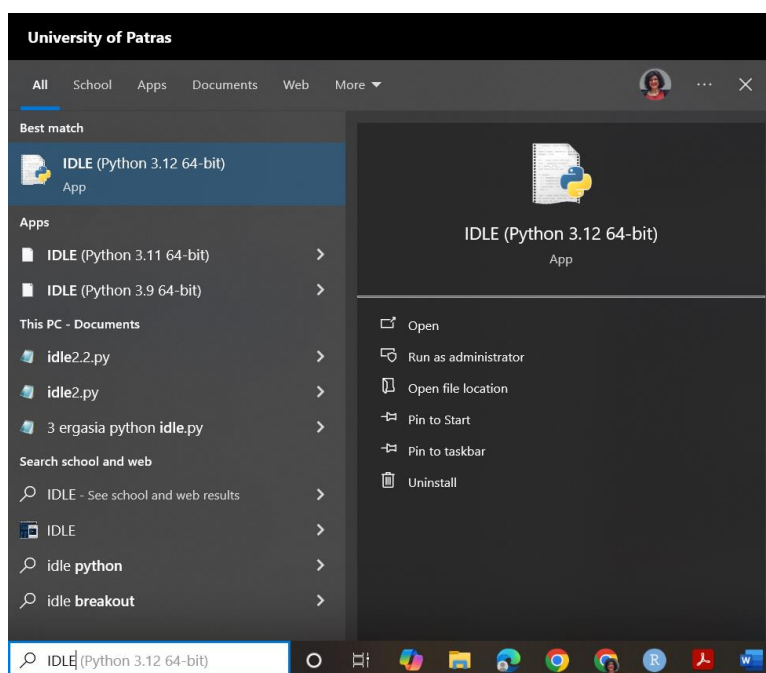 University of Patras
All School Apps Documents Web More
Best match
IDLE (Python 3.12 64-bit)
App
Apps
IDLE (Python 3.11 64-bit)
IDLE (Python 3.9 64-bit)
This PC - Documents
idle2.2.py
idle2.py
3 ergasia python idle.py
Search school and web
IDLE - See school and web results
IDLE
idle python
idle breakout
IDLE (Python 3.12 64-bit)
App
Open
Run as administrator
Open file location
Pin to Start
Pin to taskbar
Uninstall
IDLE (Python 3.12 64-bit)
R
W